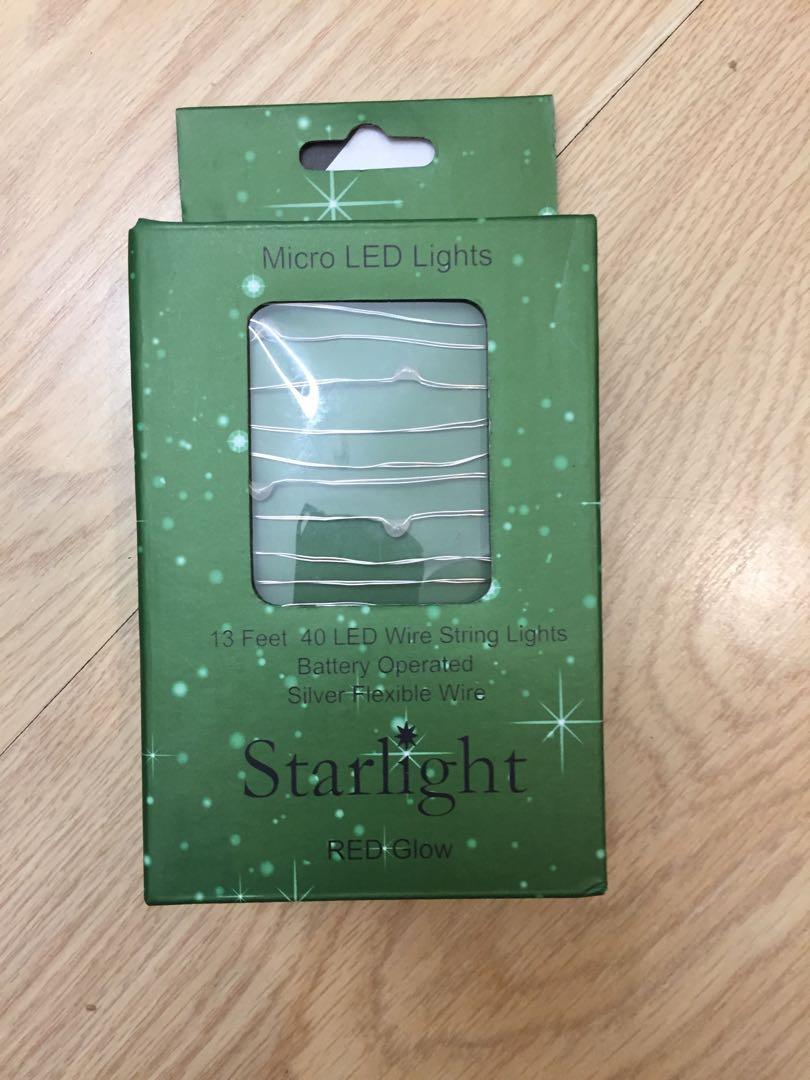 Micro LED Lights
13 Feet 40 LED Wire String Lights
Battery Operated
Silver Flexible Wire
Starlight
RED Glow